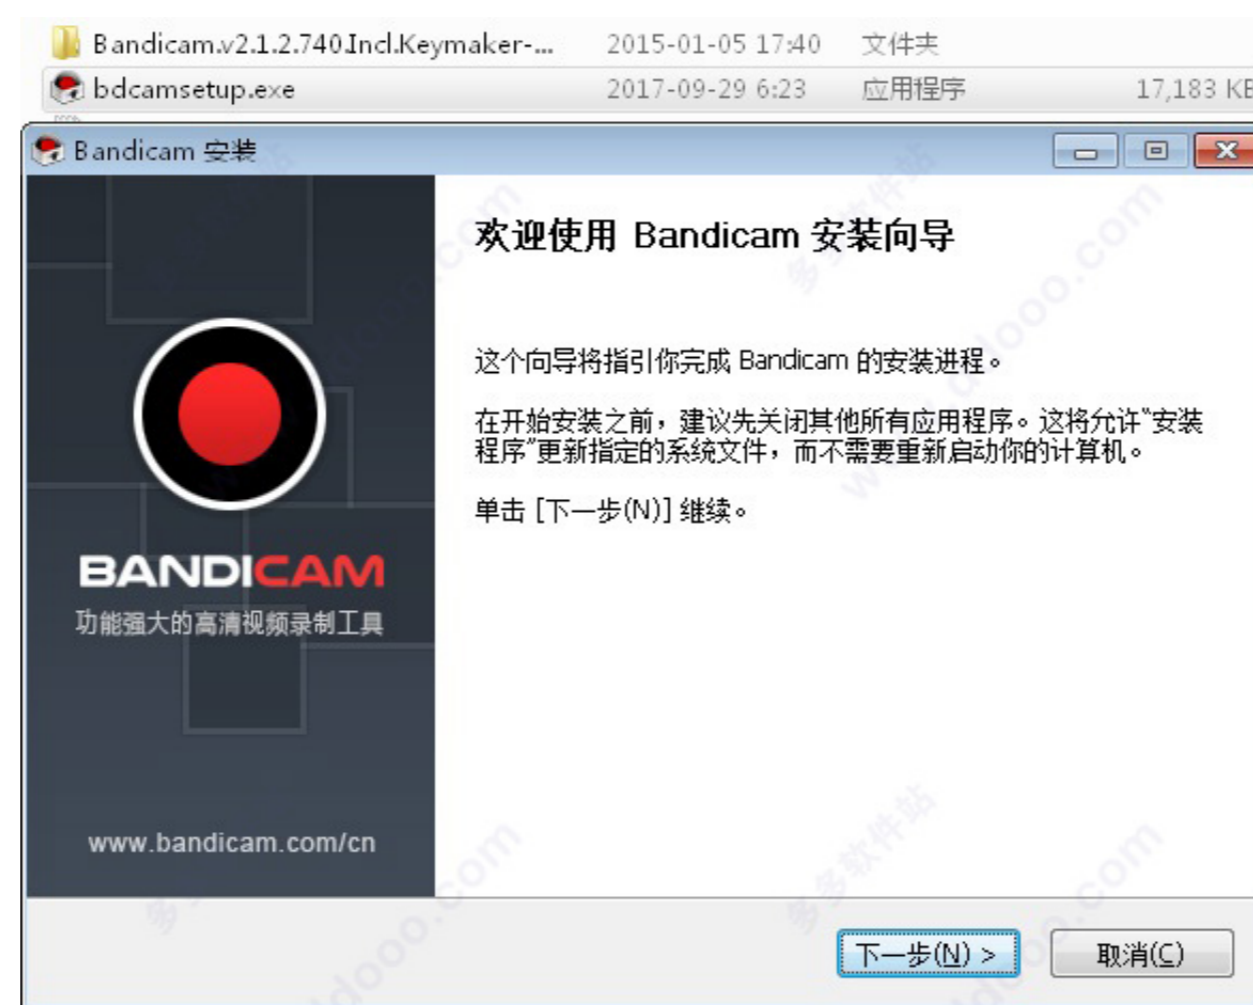 Bandicam.v2.1.2.740.Incl.Keymaker-... 2015-01-05 17:40 文件夹
bdcamsetup.exe 2017-09-29 6:23 应用程序 17,183 KB
Bandicam 安装
欢迎使用 Bandicam 安装向导
这个向导将指引你完成 Bandicam 的安装进程。
在开始安装之前，建议先关闭其他所有应用程序。这将允许"安装
程序"更新指定的系统文件，而不需要重新启动你的计算机。
单击 [下一步(N)] 继续。
BANDICAM
功能强大的高清视频录制工具
www.bandicam.com/cn
下一步(N) >
取消(C)
多多软件站